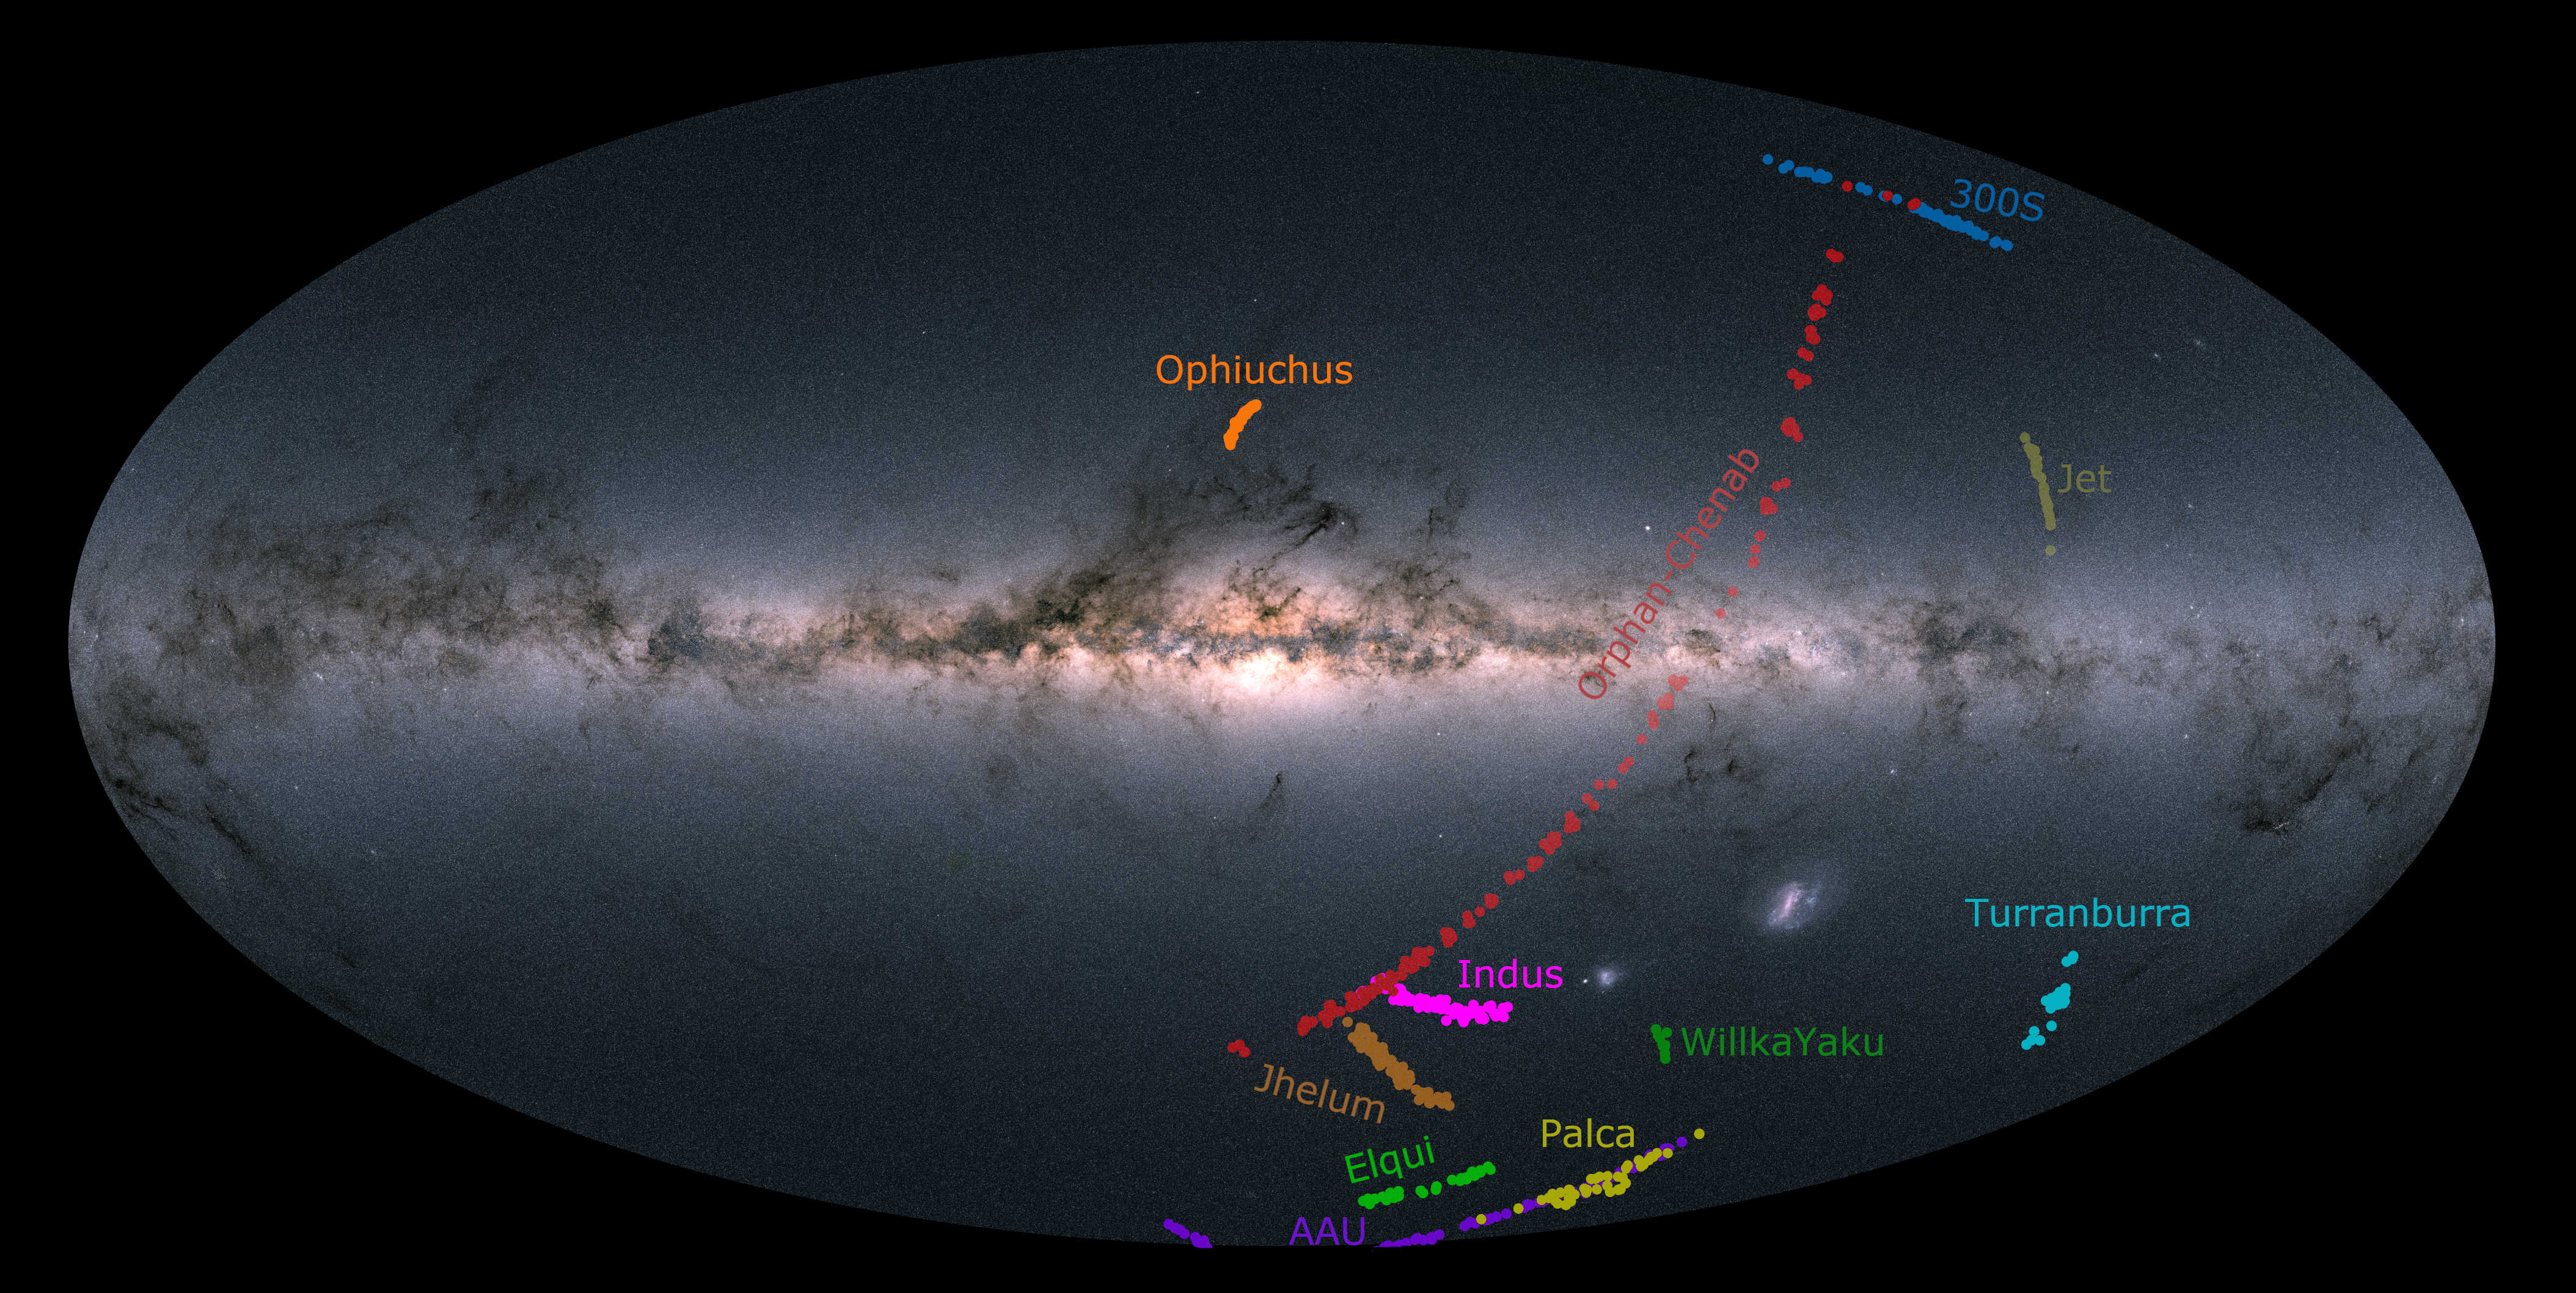 300S
Ophiuchus
Orphan-Chenab
Jet
Turranburra
Indus
WillkaYaku
Jhelum
Palca
Elqui
AAU